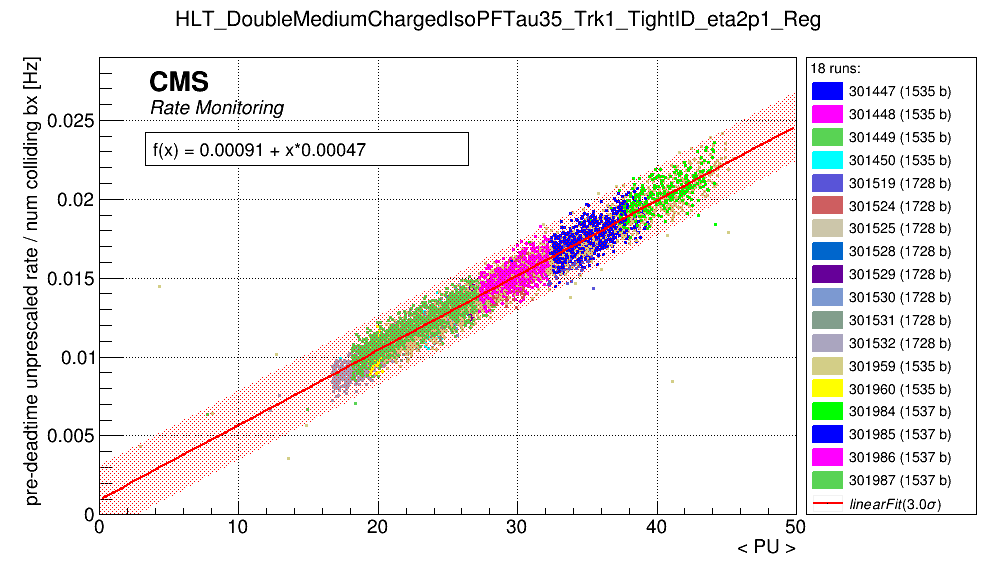 HLT_DoubleMediumChargedIsoPFTau35_Trk1_TightID_eta2p1_Reg
pre-deadtime unprescaled rate / num colliding bx [Hz]
CMS
Rate Monitoring
f(x) = 0.00091 + x*0.00047
0.025
0.02
0.015
0.01
0.005
0
0 10 20 30 40 50
< PU >
18 runs:
301447 (1535 b)
301448 (1535 b)
301449 (1535 b)
301450 (1535 b)
301519 (1728 b)
301524 (1728 b)
301525 (1728 b)
301528 (1728 b)
301529 (1728 b)
301530 (1728 b)
301531 (1728 b)
301532 (1728 b)
301959 (1535 b)
301960 (1535 b)
301984 (1537 b)
301985 (1537 b)
301986 (1537 b)
301987 (1537 b)
linearFit(3.0σ)